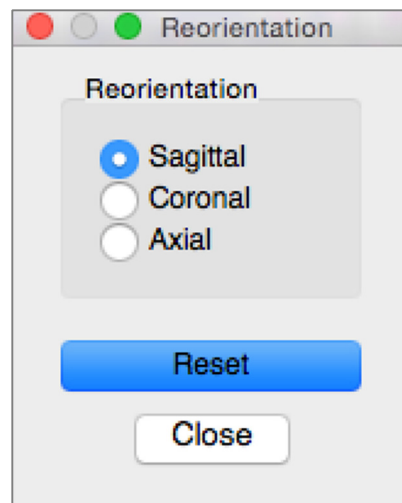 Reorientation
Reorientation
Sagittal
Coronal
Axial
Reset
Close